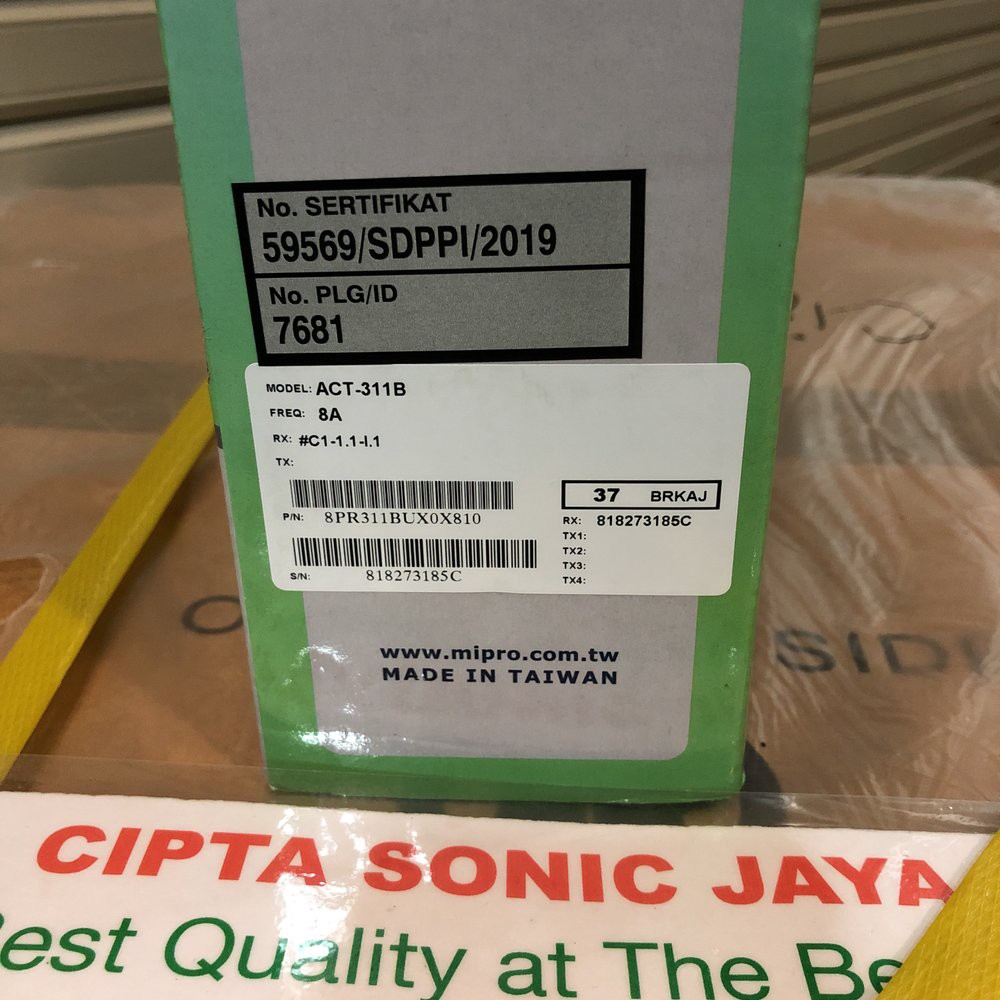 No. SERTIFIKAT
59569/SDPPI/2019
No. PLG/ID
7681
MODEL: ACT-311B
FREQ: 8A
RX: #C1-1.1-I.1
TX:
P/N: 8PR311BUX0X810
S/N: 818273185C
37 BRKAJ
RX: 818273185C
TX1:
TX2:
TX3:
TX4:
www.mipro.com.tw
MADE IN TAIWAN
CIPTA SONIC JAYA
Quality at The